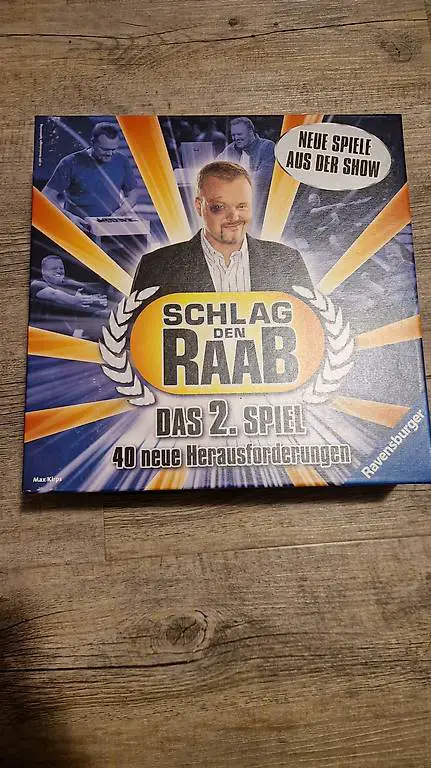 NEUE SPIELE
AUS DER SHOW
SCHLAG
DEN
RAAB
DAS 2. SPIEL
40 neue Herausforderungen
Ravensburger
Max Kirps